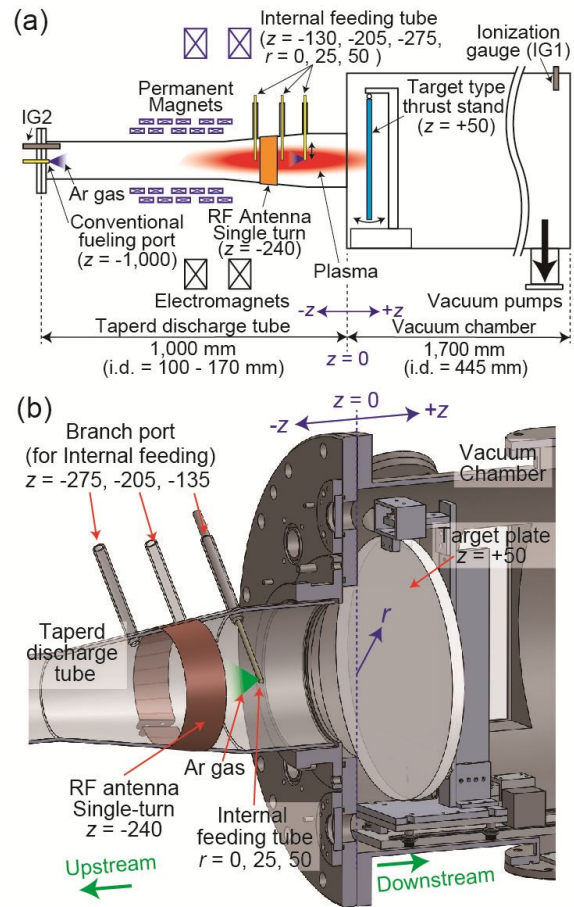 (a)
Internal feeding tube
(z = -130, -205, -275,
r = 0, 25, 50 )
Ionization
gauge (IG1)
Permanent
Magnets
Target type
thrust stand
(z = +50)
IG2
Ar gas
Conventional
fueling port
(z = -1,000)
RF Antenna
Single turn
(z = -240)
Plasma
Electromagnets
Vacuum pumps
-z
+z
Taperd discharge tube
Vacuum chamber
1,000 mm
(i.d. = 100 - 170 mm)
z = 0
1,700 mm
(i.d. = 445 mm)
(b)
z = 0
-z
+z
Branch port
(for Internal feeding)
z = -275, -205, -135
Vacuum
Chamber
Target plate
z = +50
r
Taperd
discharge
tube
Ar gas
RF antenna
Single-turn
z = -240
Internal
feeding tube
r = 0, 25, 50
Upstream
Downstream